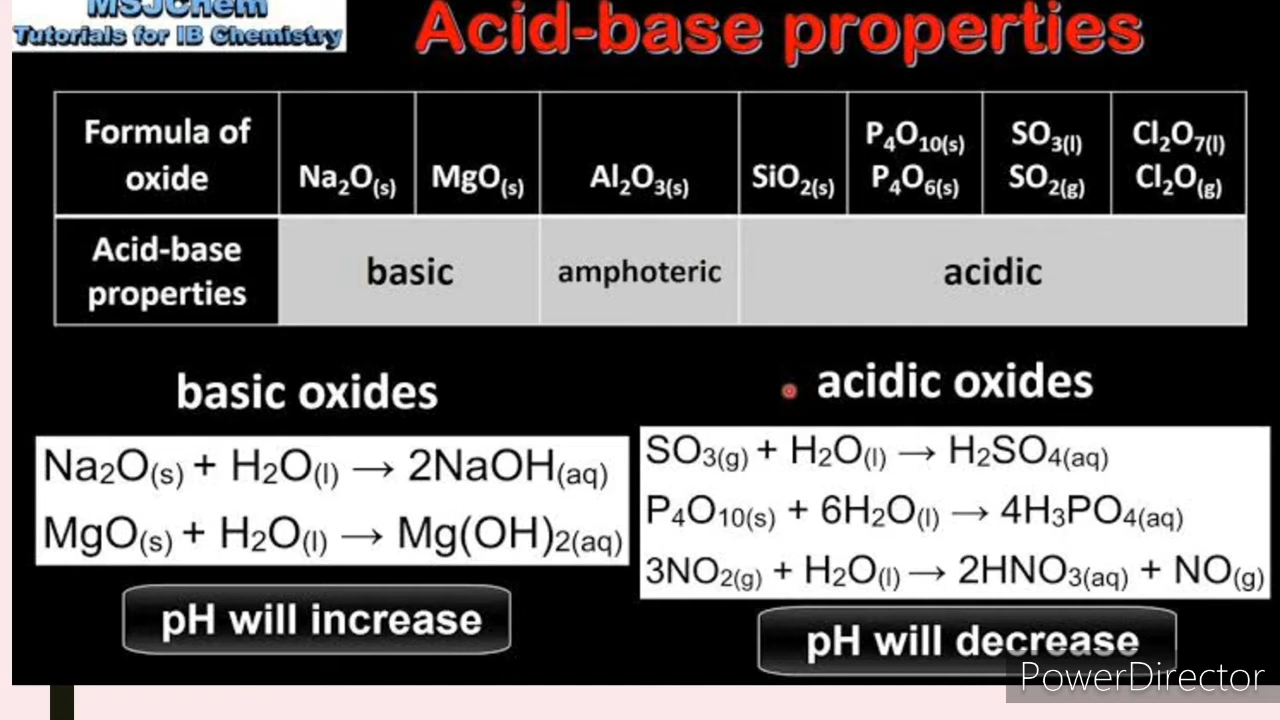 MSJChem
Tutorials for IB Chemistry
Acid-base properties
Formula of oxide
Na₂O(s)
MgO(s)
Al₂O₃(s)
SiO₂(s)
P₄O₁₀(s)
P₄O₆(s)
SO₃(l)
SO₂(g)
Cl₂O₇(l)
Cl₂O(g)
Acid-base properties
basic
amphoteric
acidic
basic oxides
Na₂O(s) + H₂O(l) → 2NaOH(aq)
MgO(s) + H₂O(l) → Mg(OH)₂(aq)
pH will increase
acidic oxides
SO₃(g) + H₂O(l) → H₂SO₄(aq)
P₄O₁₀(s) + 6H₂O(l) → 4H₃PO₄(aq)
3NO₂(g) + H₂O(l) → 2HNO₃(aq) + NO(g)
pH will decrease
PowerDirector